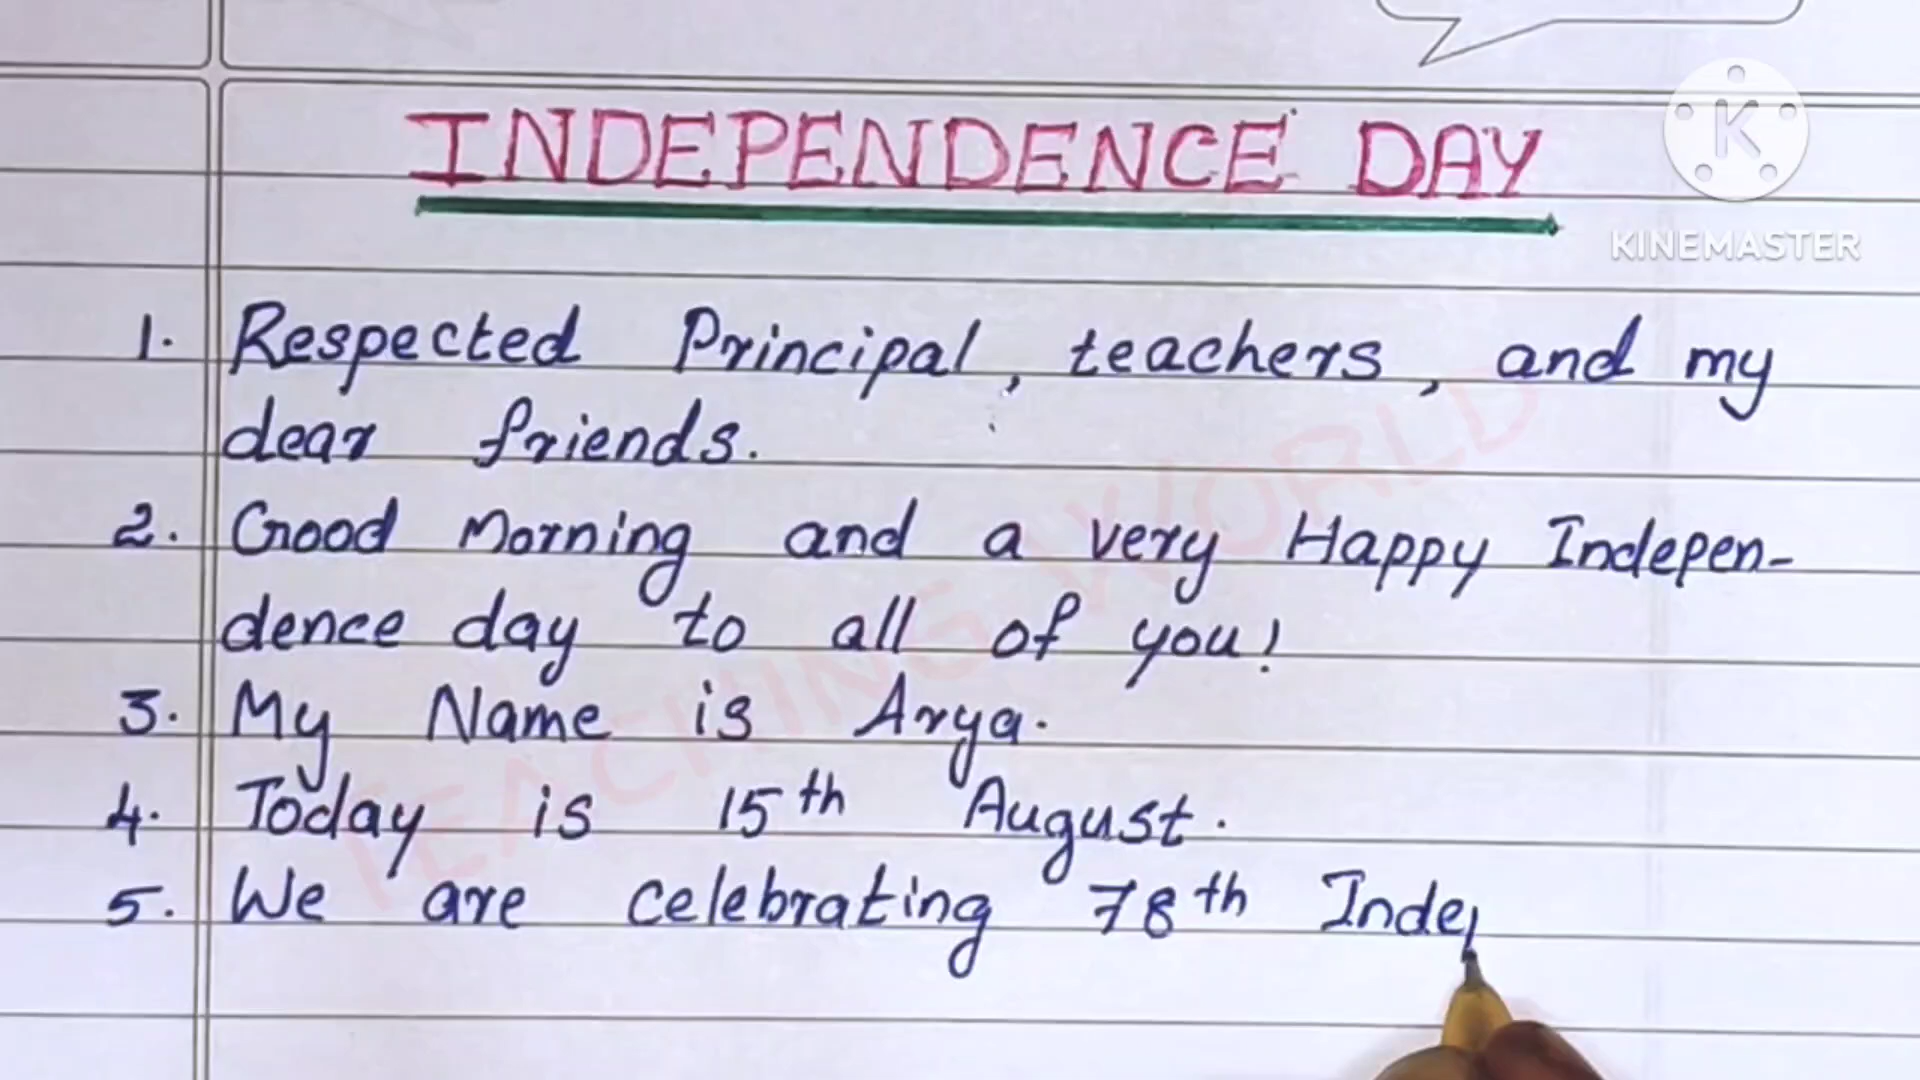 INDEPENDENCE DAY
K
KINEMASTER
1. Respected Principal, teachers, and my
dear friends.
2. Good Morning and a very Happy Indepen-
dence day to all of you!
3. My Name is Arya.
4. Today is 15th August.
5. We are celebrating 78th Inde
TEACHING WORLD